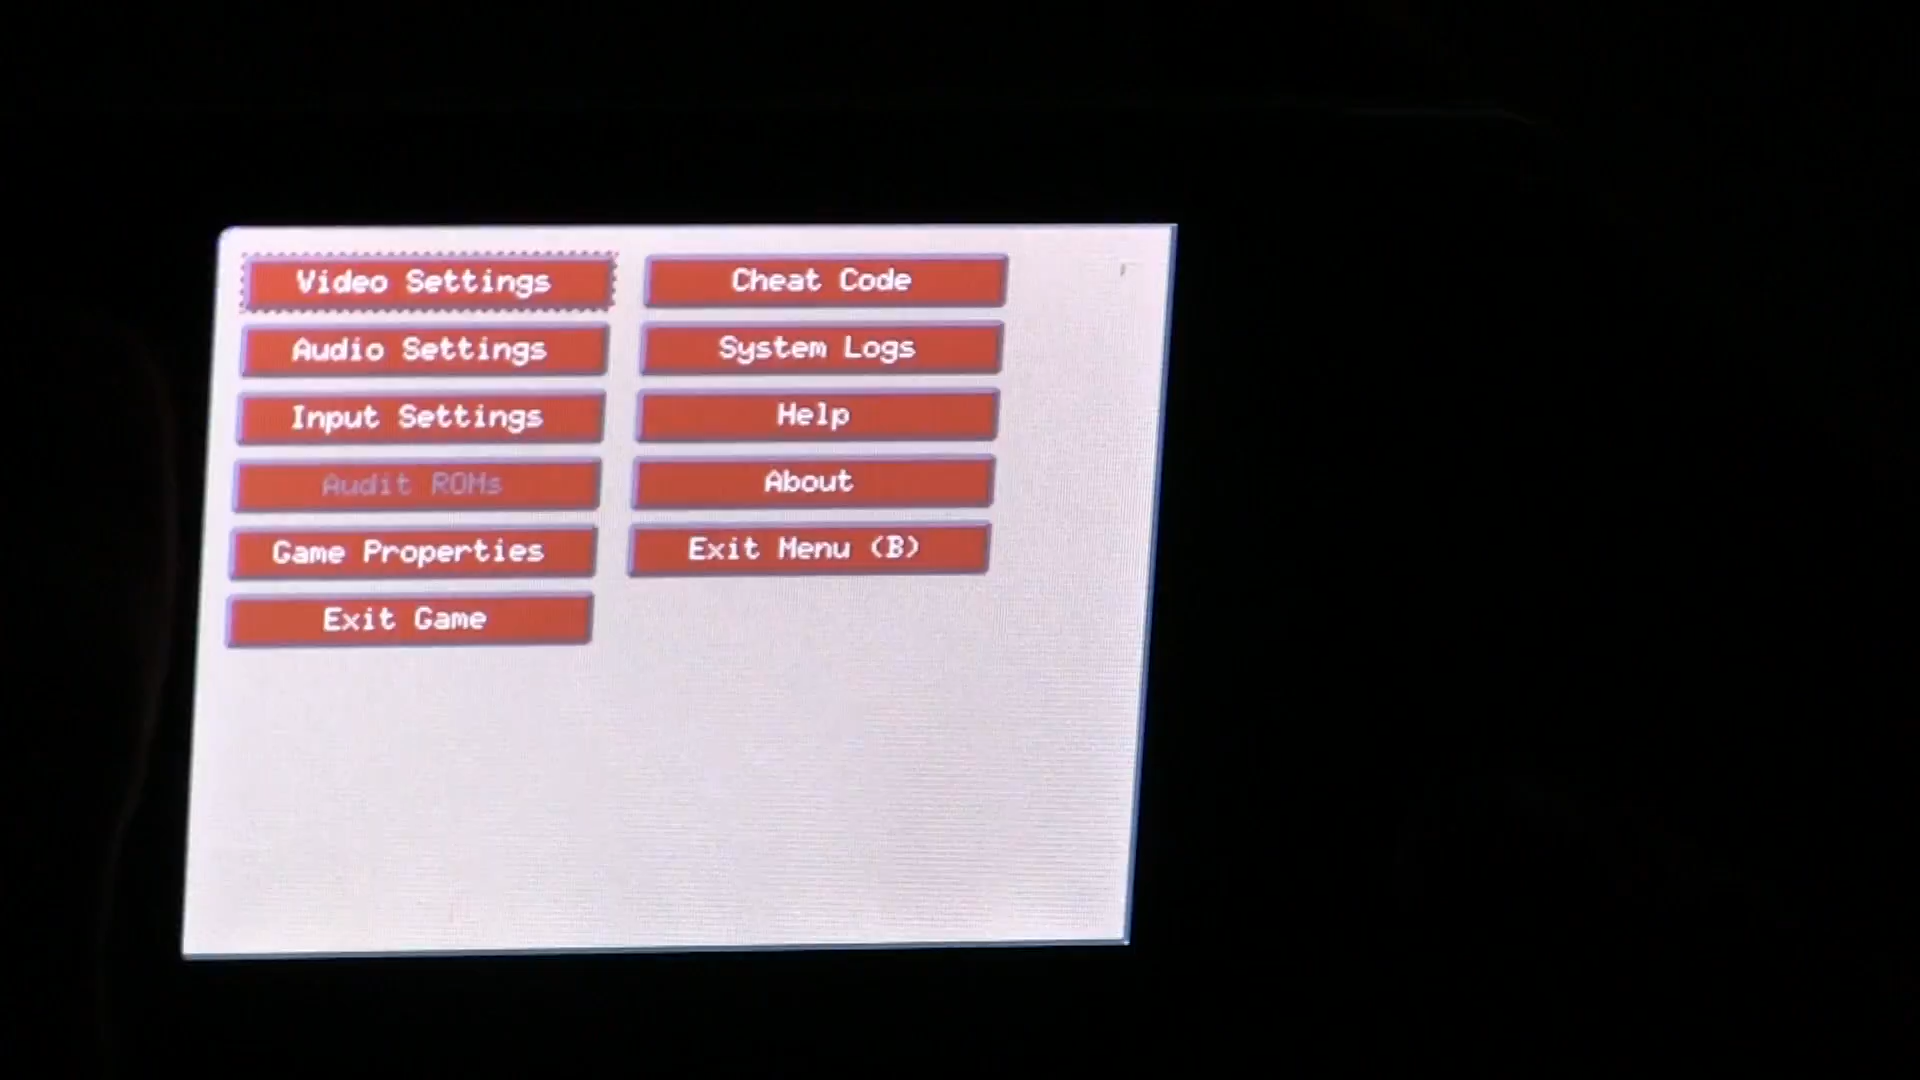 Video Settings
Audio Settings
Input Settings
Audit ROMs
Game Properties
Exit Game
Cheat Code
System Logs
Help
About
Exit Menu (B)